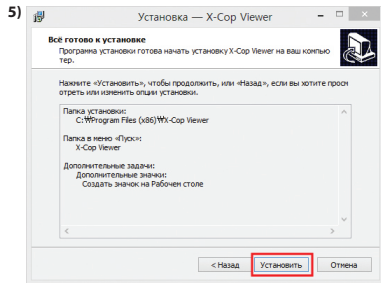 5)
Установка — X-Cop Viewer
Всё готово к установке
Программа установки готова начать установку X-Cop Viewer на ваш компью
тер.
Нажмите «Установить», чтобы продолжить, или «Назад», если вы хотите просм
отреть или изменить опции установки.
Папка установки:
C:₩Program Files (x86)₩X-Cop Viewer
Папка в меню «Пуск»:
X-Cop Viewer
Дополнительные задачи:
Дополнительные значки:
Создать значок на Рабочем столе
< Назад Установить Отмена